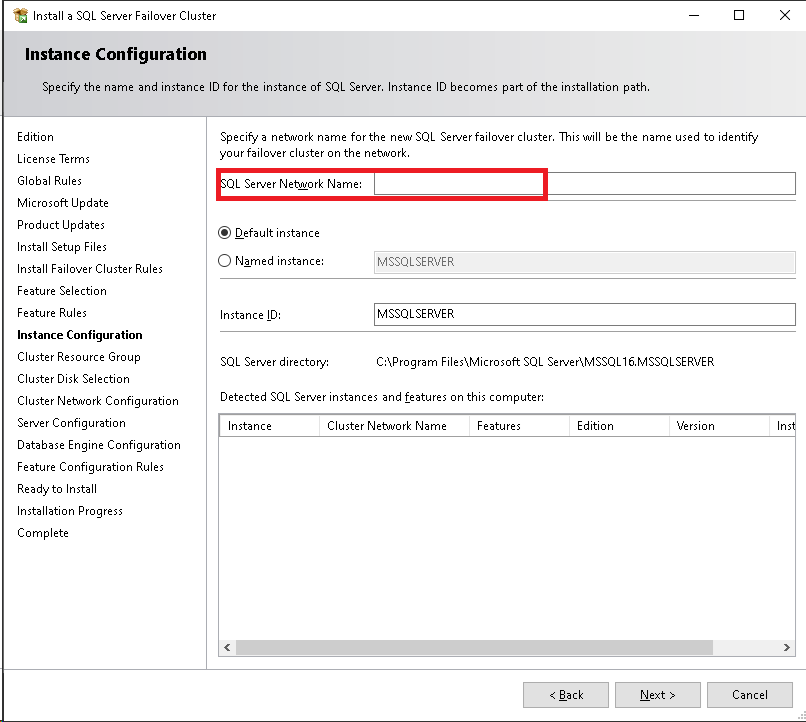 Install a SQL Server Failover Cluster
Instance Configuration
Specify the name and instance ID for the instance of SQL Server. Instance ID becomes part of the installation path.
Edition
License Terms
Global Rules
Microsoft Update
Product Updates
Install Setup Files
Install Failover Cluster Rules
Feature Selection
Feature Rules
Instance Configuration
Cluster Resource Group
Cluster Disk Selection
Cluster Network Configuration
Server Configuration
Database Engine Configuration
Feature Configuration Rules
Ready to Install
Installation Progress
Complete
Specify a network name for the new SQL Server failover cluster. This will be the name used to identify
your failover cluster on the network.
SQL Server Network Name:
Default instance
Named instance: MSSQLSERVER
Instance ID: MSSQLSERVER
SQL Server directory: C:\Program Files\Microsoft SQL Server\MSSQL16.MSSQLSERVER
Detected SQL Server instances and features on this computer:
Instance Cluster Network Name Features Edition Version Inst
< Back Next > Cancel